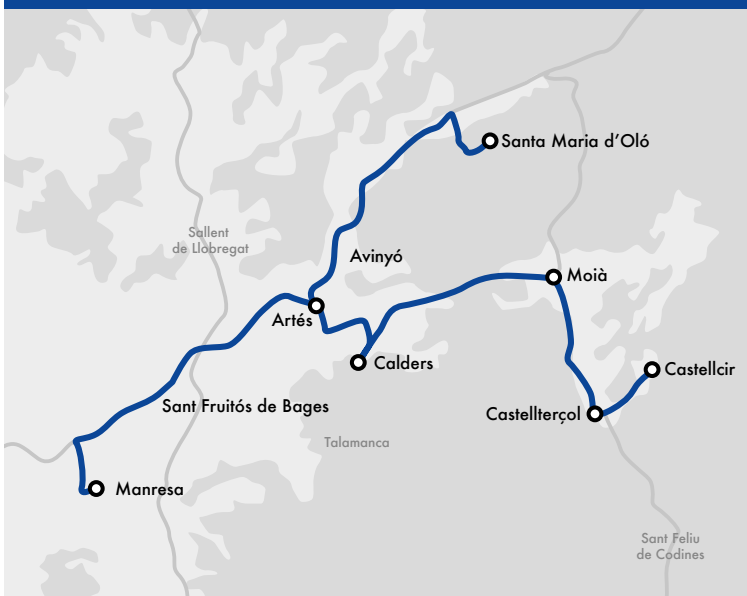 Santa Maria d'Oló
Sallent
de Llobregat
Avinyó
Moià
Artés
Calders
Castellcir
Sant Fruitós de Bages
Castellterçol
Talamanca
Manresa
Sant Feliu
de Codines